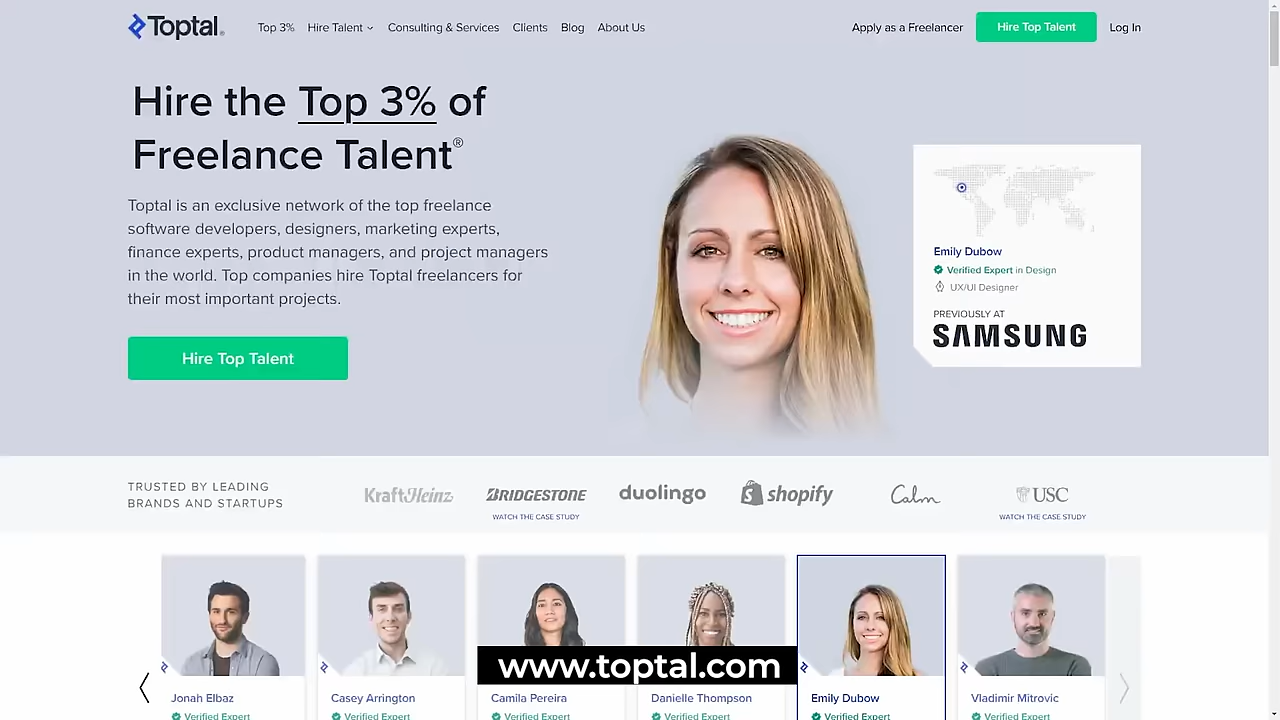 Toptal®
Top 3% Hire Talent Consulting & Services Clients Blog About Us
Apply as a Freelancer Hire Top Talent Log In
Hire the Top 3% of
Freelance Talent®
Toptal is an exclusive network of the top freelance
software developers, designers, marketing experts,
finance experts, product managers, and project managers
in the world. Top companies hire Toptal freelancers for
their most important projects.
Hire Top Talent
Emily Dubow
Verified Expert in Design
UX/UI Designer
PREVIOUSLY AT
SAMSUNG
TRUSTED BY LEADING
BRANDS AND STARTUPS
KraftHeinz
BRIDGESTONE
WATCH THE CASE STUDY
duolingo
shopify
Calm
USC
WATCH THE CASE STUDY
www.toptal.com
Jonah Elbaz
Verified Expert
Casey Arrington
Verified Expert
Camila Pereira
Verified Expert
Danielle Thompson
Verified Expert
Emily Dubow
Verified Expert
Vladimir Mitrovic
Verified Expert